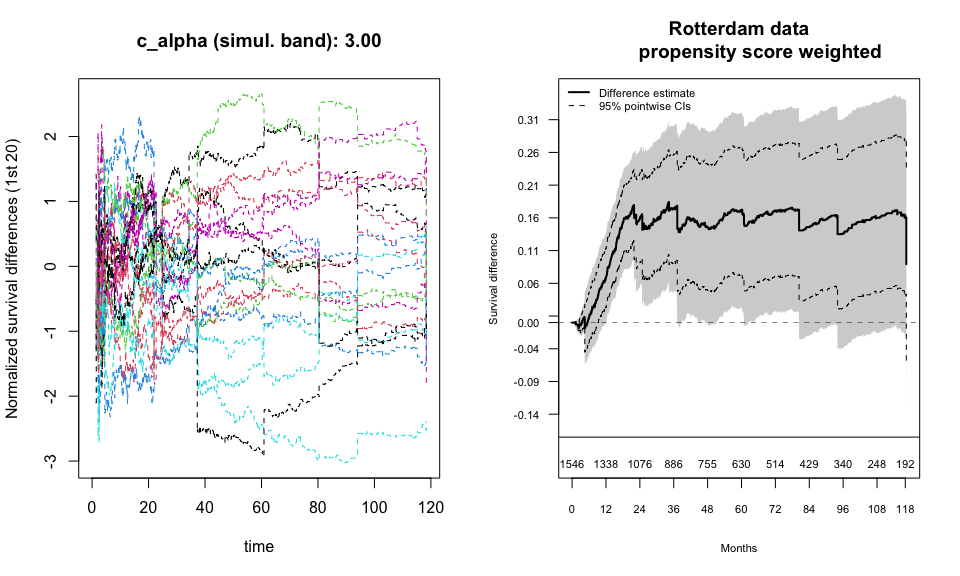 c_alpha (simul. band): 3.00
Normalized survival differences (1st 20)
2
1
0
-1
-2
-3
0 20 40 60 80 100 120
time
Rotterdam data
propensity score weighted
Difference estimate
95% pointwise CIs
Survival difference
0.31
0.26
0.21
0.16
0.11
0.06
0.00
-0.04
-0.09
-0.14
1546 1338 1076 886 755 630 514 429 340 248 192
0 12 24 36 48 60 72 84 96 108 118
Months